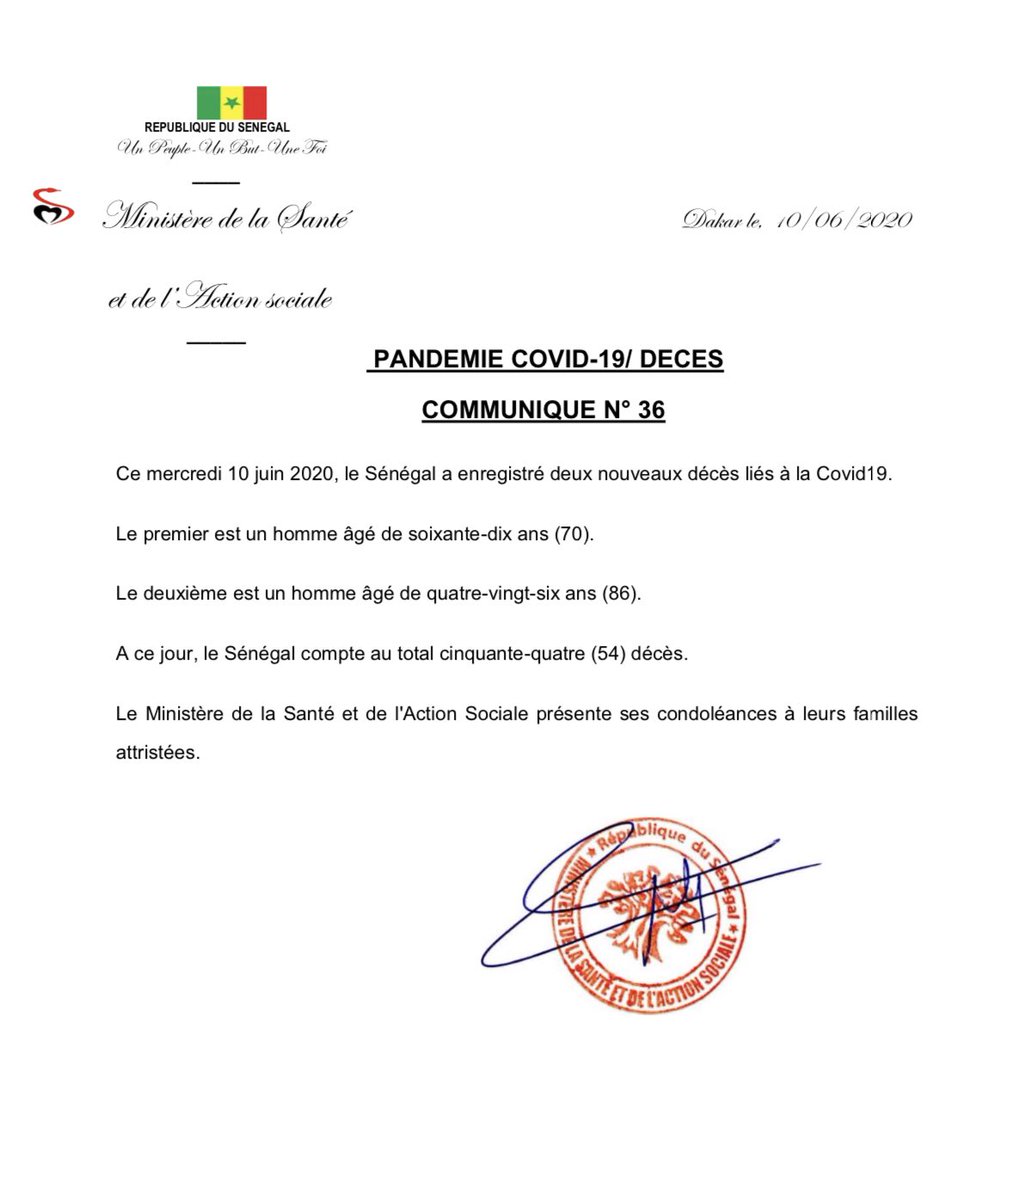 REPUBLIQUE DU SENEGAL
Un Peuple-Un But-Une Foi
Ministère de la Santé
Dakar le, 10/06/2020
et de l'Action sociale
PANDEMIE COVID-19/ DECES
COMMUNIQUE N° 36
Ce mercredi 10 juin 2020, le Sénégal a enregistré deux nouveaux décès liés à la Covid19.
Le premier est un homme âgé de soixante-dix ans (70).
Le deuxième est un homme âgé de quatre-vingt-six ans (86).
A ce jour, le Sénégal compte au total cinquante-quatre (54) décès.
Le Ministère de la Santé et de l'Action Sociale présente ses condoléances à leurs familles
attristées.
République du Sénégal
MINISTERE DE LA SANTÉ ET DE L'ACTION SOCIALE